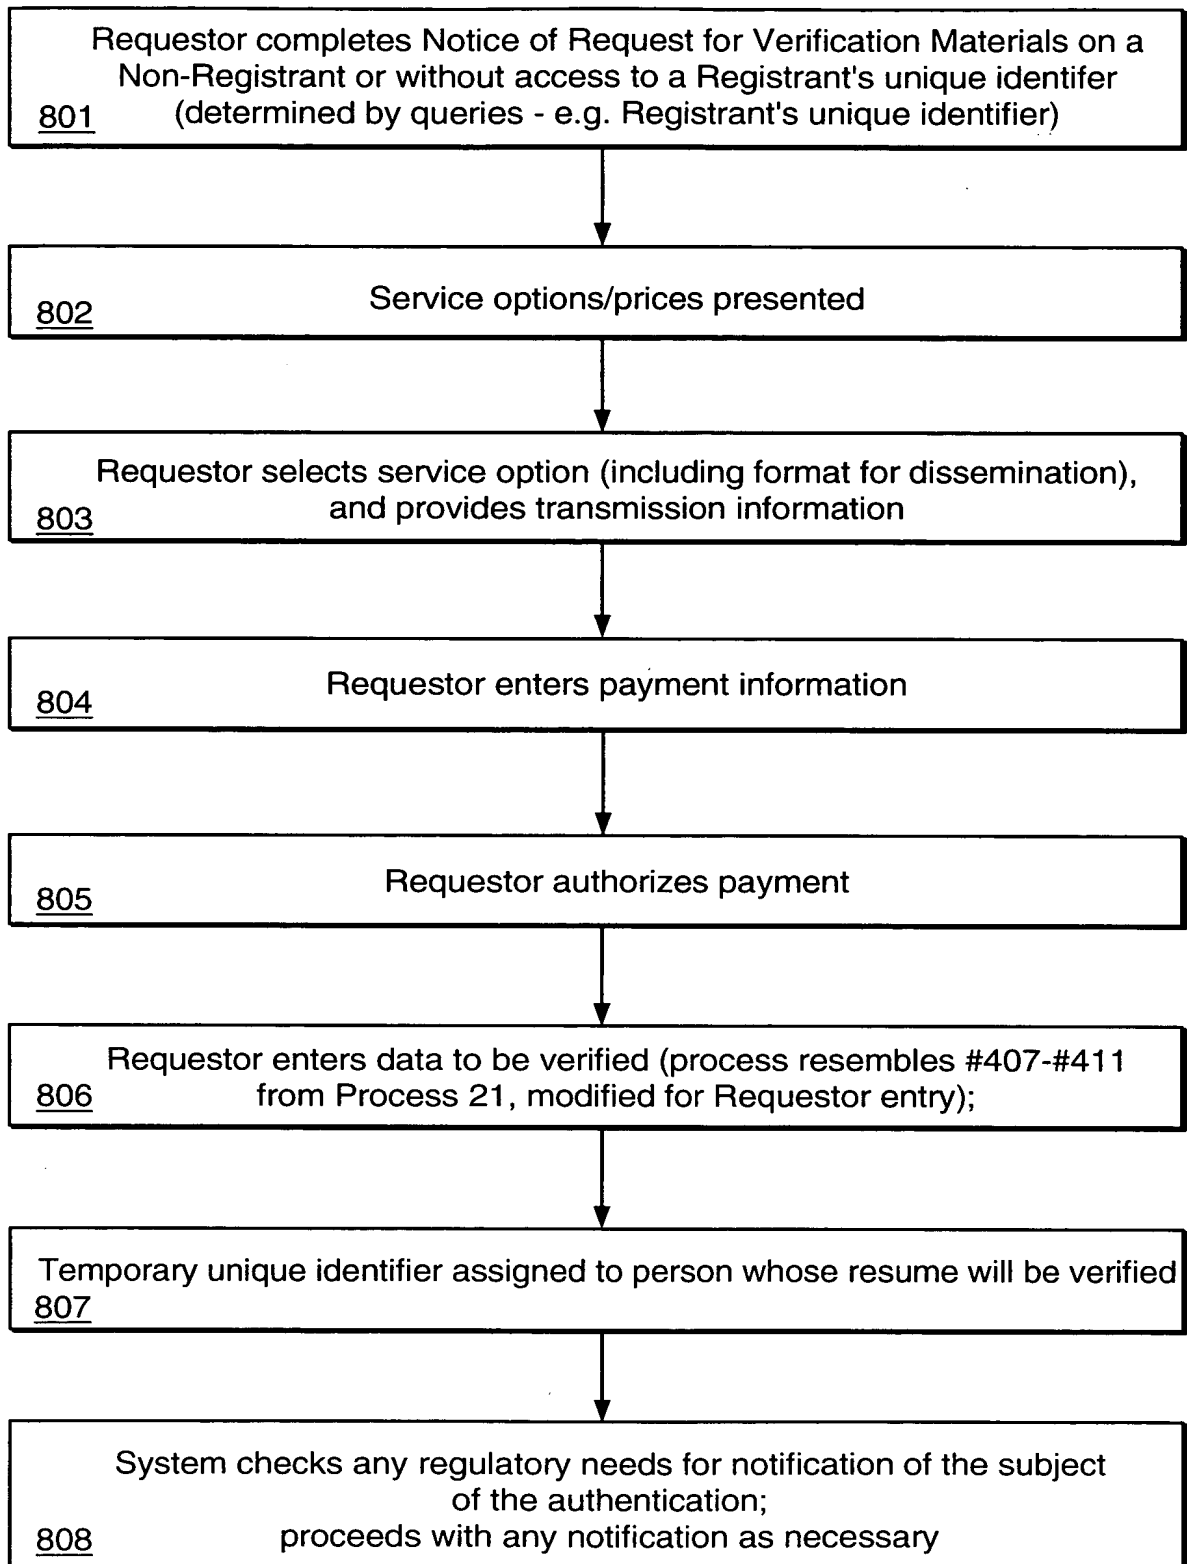 Requestor completes Notice of Request for Verification Materials on a
Non-Registrant or without access to a Registrant's unique identifer
801 (determined by queries - e.g. Registrant's unique identifier)
Service options/prices presented
802
Requestor selects service option (including format for dissemination),
803 and provides transmission information
Requestor enters payment information
804
Requestor authorizes payment
805
Requestor enters data to be verified (process resembles #407-#411
806 from Process 21, modified for Requestor entry);
Temporary unique identifier assigned to person whose resume will be verified
807
System checks any regulatory needs for notification of the subject
of the authentication;
808 proceeds with any notification as necessary